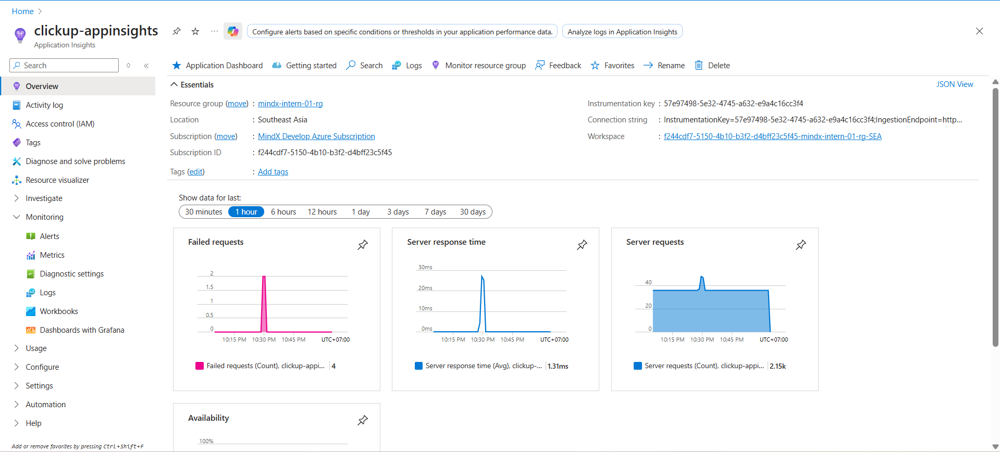 Home
clickup-appinsights
Application Insights
Configure alerts based on specific conditions or thresholds in your application performance data.
Analyze logs in Application Insights
Search
Application Dashboard
Getting started
Search
Logs
Monitor resource group
Feedback
Favorites
Rename
Delete
Overview
Activity log
Access control (IAM)
Tags
Diagnose and solve problems
Resource visualizer
Investigate
Monitoring
Alerts
Metrics
Diagnostic settings
Logs
Workbooks
Dashboards with Grafana
Usage
Configure
Settings
Automation
Help
Add or remove favorites by pressing Ctrl+Shift+F
Essentials
JSON View
Resource group (move) : mindx-intern-01-rg
Location : Southeast Asia
Subscription (move) : MindX Develop Azure Subscription
Subscription ID : f244cdf7-5150-4b10-b3f2-d4bff23c5f45
Tags (edit) : Add tags
Instrumentation key : 57e97498-5e32-4745-a632-e9a4c16cc3f4
Connection string : InstrumentationKey=57e97498-5e32-4745-a632-e9a4c16cc3f4;IngestionEndpoint=http...
Workspace : f244cdf7-5150-4b10-b3f2-d4bff23c5f45-mindx-intern-01-rg-SEA
Show data for last:
30 minutes 1 hour 6 hours 12 hours 1 day 3 days 7 days 30 days
Failed requests
2
1.5
1
0.5
0
10:15 PM 10:30 PM 10:45 PM UTC+07:00
Failed requests (Count), clickup-appi... 4
Server response time
30ms
20ms
10ms
0ms
10:15 PM 10:30 PM 10:45 PM UTC+07:00
Server response time (Avg), clickup-... 1.31ms
Server requests
40
20
0
10:15 PM 10:30 PM 10:45 PM UTC+07:00
Server requests (Count), clickup-appi... 2.15k
Availability
100%